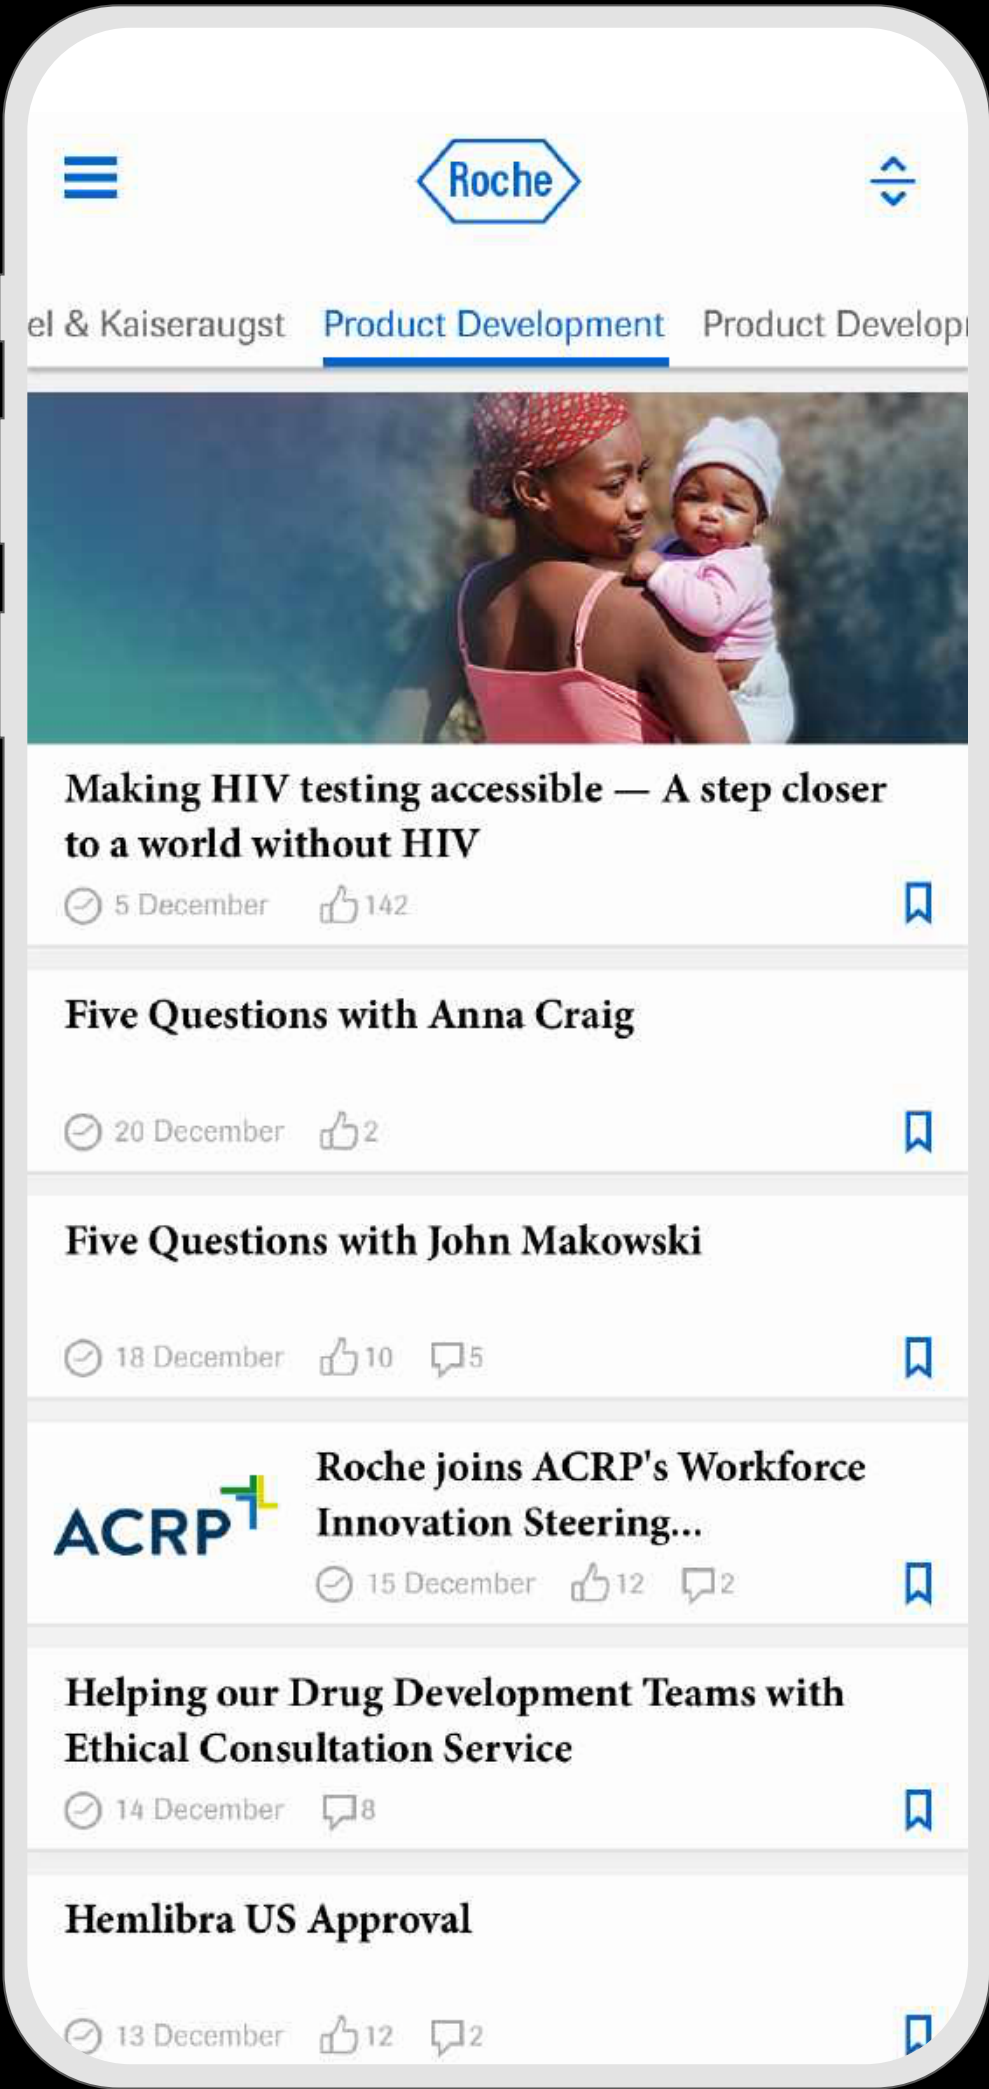 Roche
el & Kaiseraugst Product Development Product Develop
Making HIV testing accessible — A step closer
to a world without HIV
5 December 142
Five Questions with Anna Craig
20 December 2
Five Questions with John Makowski
18 December 10 5
ACRP
Roche joins ACRP's Workforce
Innovation Steering...
15 December 12 2
Helping our Drug Development Teams with
Ethical Consultation Service
14 December 8
Hemlibra US Approval
13 December 12 2